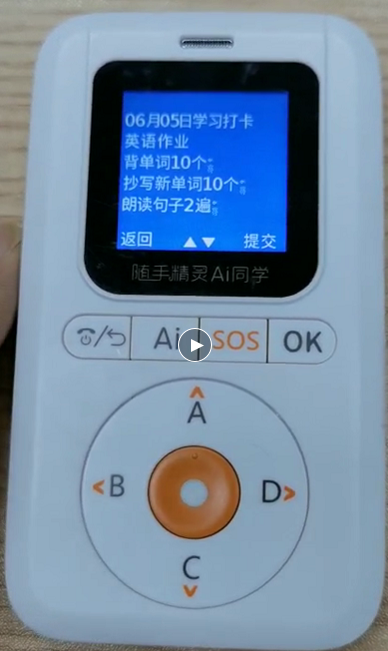 06月05日学习打卡
英语作业
背单词10个
抄写新单词10个
朗读句子2遍
返回 ▲▼ 提交
随手精灵Ai同学
Ai SOS OK
A
<B D>
C